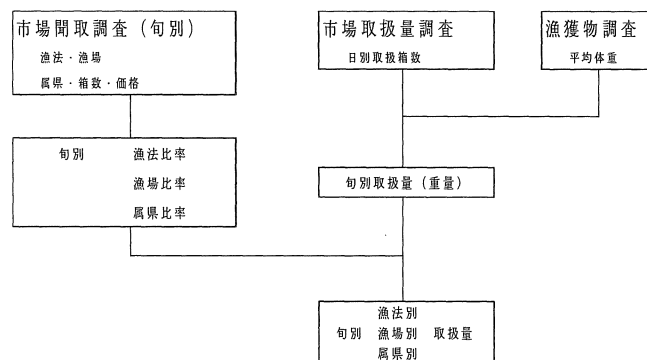 市場聞取調査(旬別)
漁法・漁場
属県・箱数・価格
市場取扱量調査
日別取扱箱数
漁獲物調査
平均体重
旬別 漁法比率
漁場比率
属県比率
旬別取扱量(重量)
漁法別
旬別 漁場別 取扱量
属県別